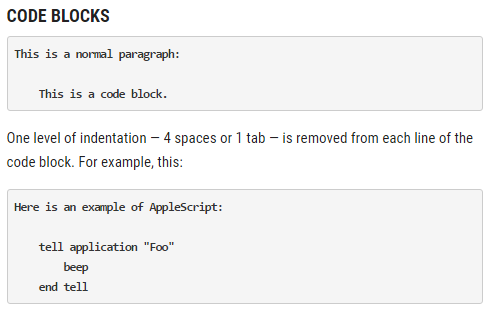 CODE BLOCKS
This is a normal paragraph:
    This is a code block.
One level of indentation — 4 spaces or 1 tab — is removed from each line of the
code block. For example, this:
Here is an example of AppleScript:
    tell application "Foo"
        beep
    end tell